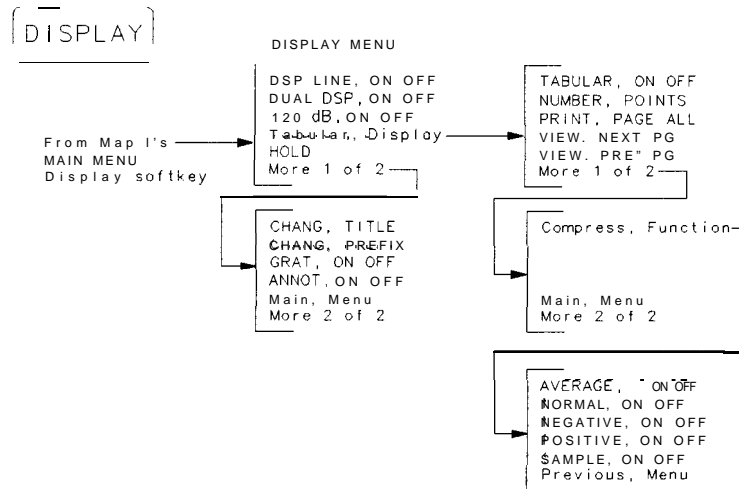 DISPLAY
DISPLAY MENU
DSP LINE, ON OFF
DUAL DSP, ON OFF
120 dB, ON OFF
Tabular, Display
HOLD
More 1 of 2
From Map I's
MAIN MENU
Display softkey
TABULAR, ON OFF
NUMBER, POINTS
PRINT, PAGE ALL
VIEW. NEXT PG
VIEW. PRE" PG
More 1 of 2
CHANG, TITLE
CHANG, PREFIX
GRAT, ON OFF
ANNOT, ON OFF
Main, Menu
More 2 of 2
Compress, Function
Main, Menu
More 2 of 2
AVERAGE, ON OFF
NORMAL, ON OFF
NEGATIVE, ON OFF
POSITIVE, ON OFF
SAMPLE, ON OFF
Previous, Menu